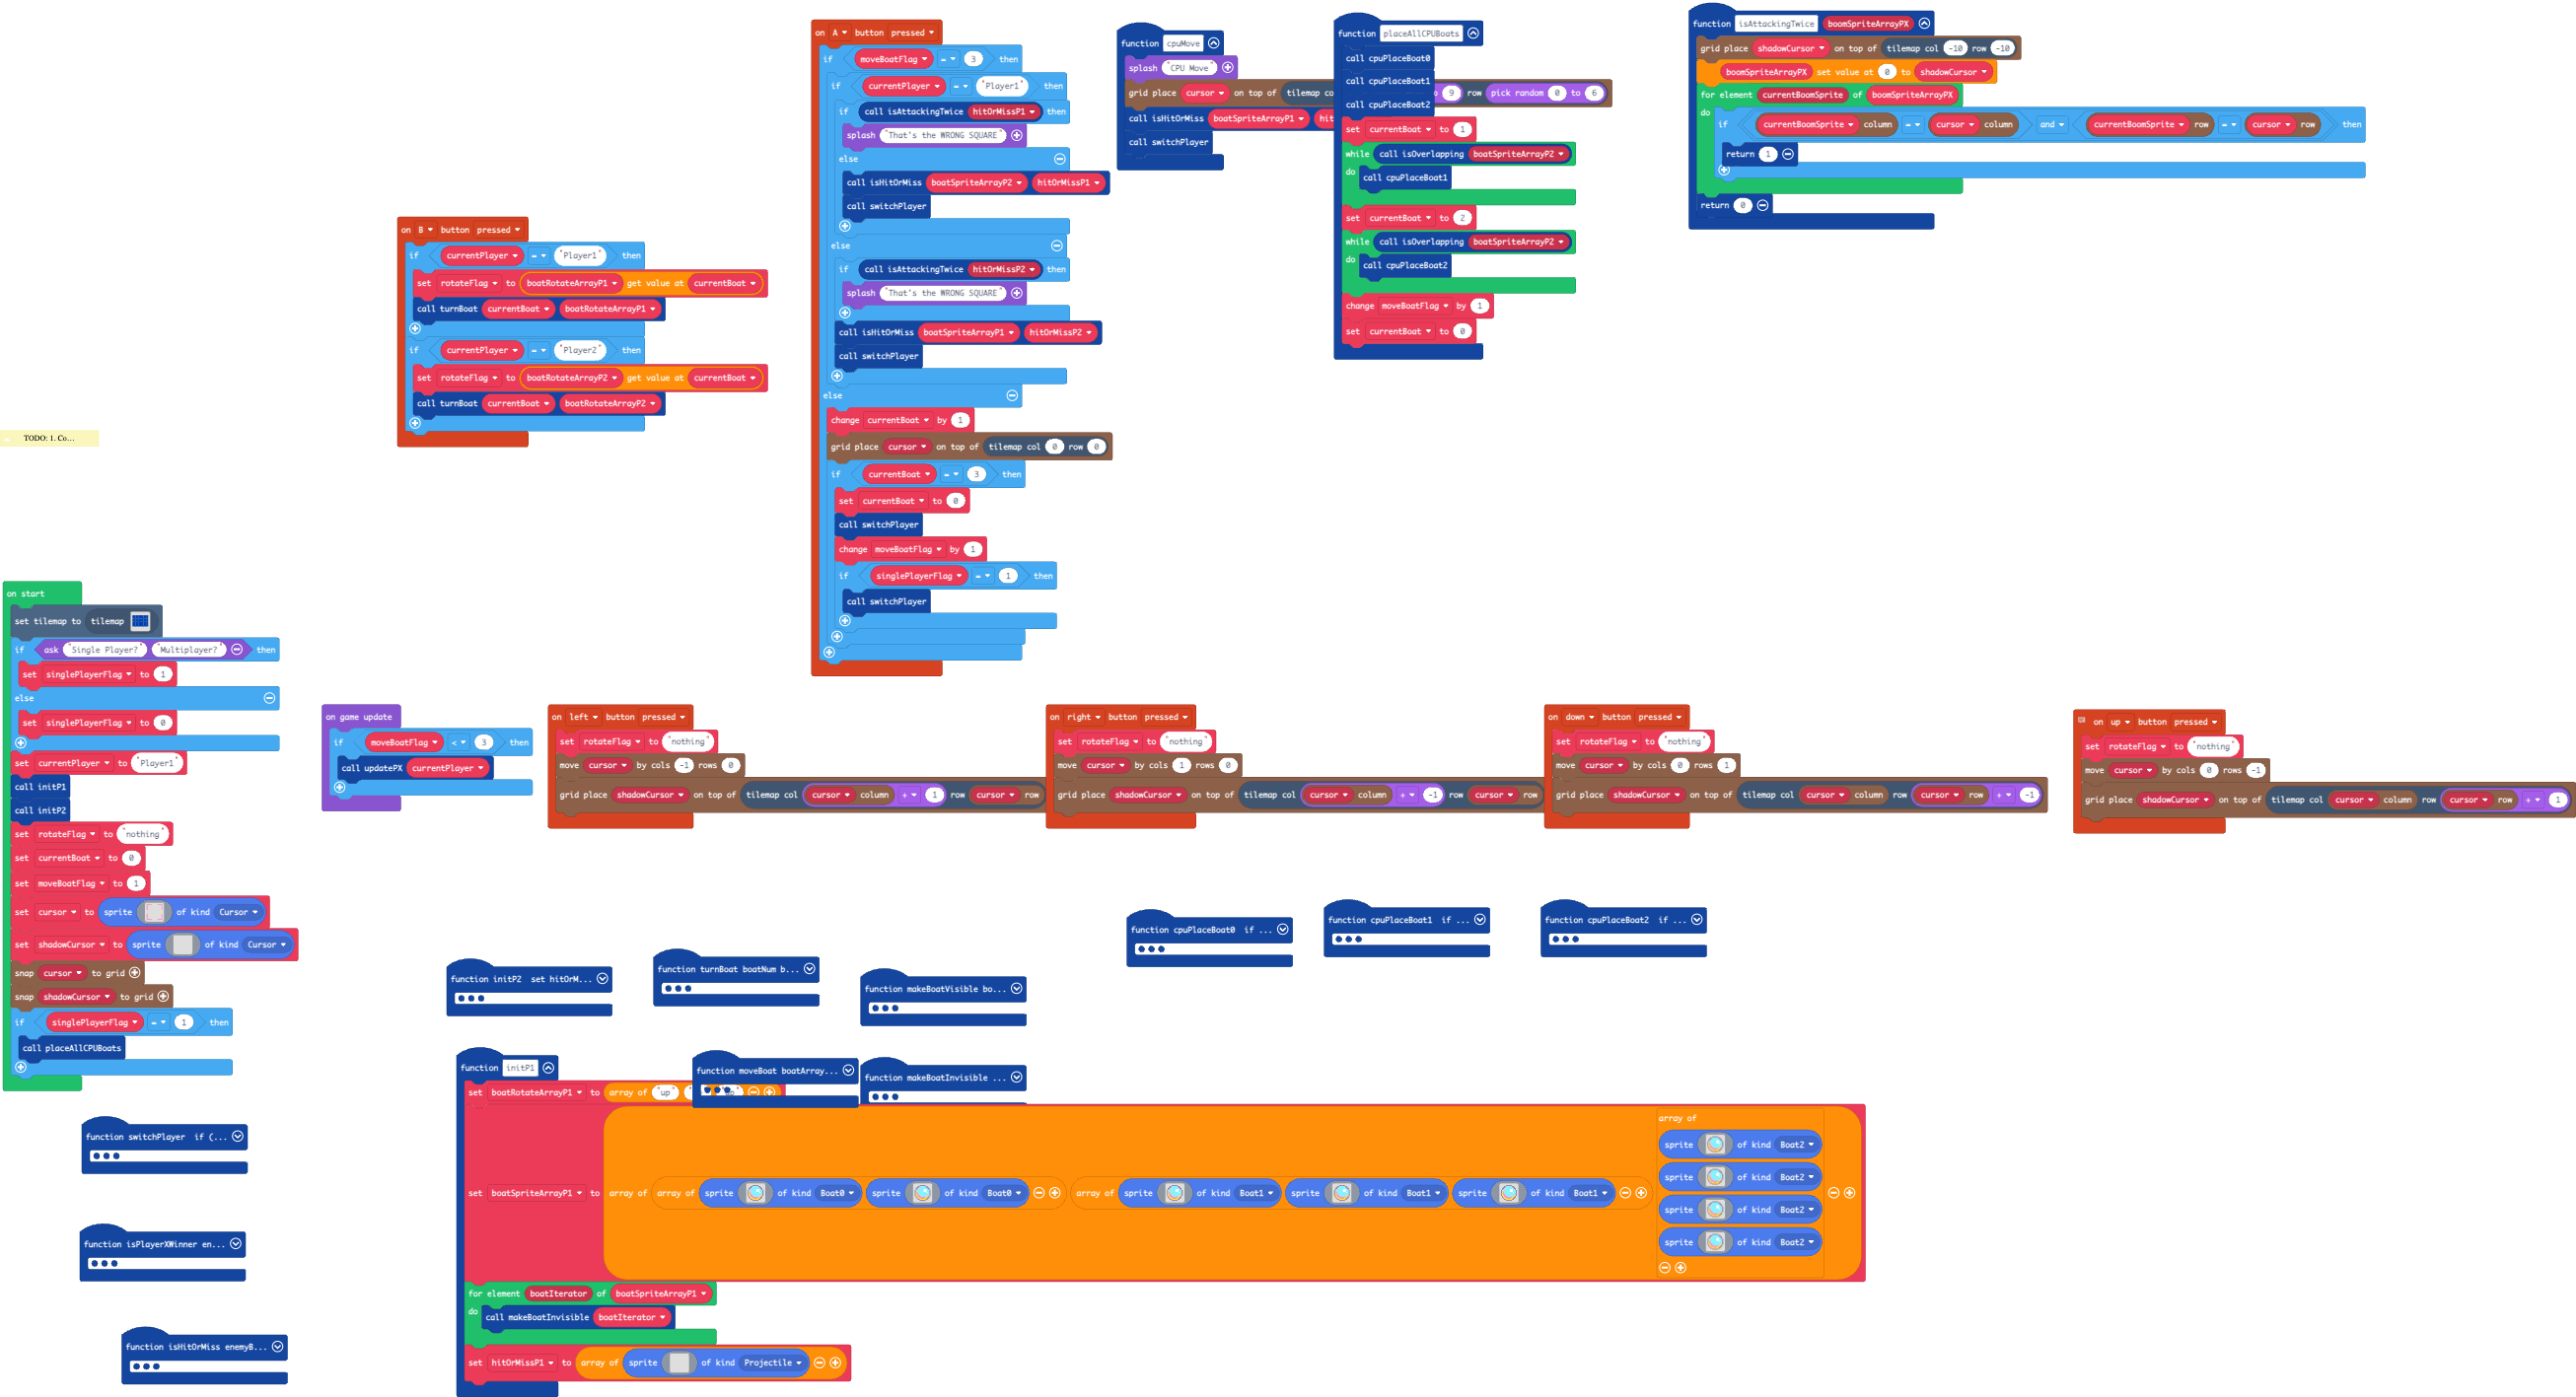 on A button pressed
if moveBoatFlag = 3 then
if currentPlayer = "Player1" then
if call isAttackingTwice hitOrMissP1 then
splash "That's the WRONG SQUARE"
else
call isHitOrMiss boatSpriteArrayP2 hitOrMissP1
call switchPlayer
else
if call isAttackingTwice hitOrMissP2 then
splash "That's the WRONG SQUARE"
call isHitOrMiss boatSpriteArrayP1 hitOrMissP2
call switchPlayer
else
change currentBoat by 1
grid place cursor on top of tilemap col 0 row 0
if currentBoat = 3 then
set currentBoat to 0
call switchPlayer
change moveBoatFlag by 1
if singlePlayerFlag = 1 then
call switchPlayer
function cpuMove
splash "CPU Move"
grid place cursor on top of tilemap co
9 row pick random 0 to 6
call isHitOrMiss boatSpriteArrayP1 hit
call switchPlayer
function placeAllCPUBoats
call cpuPlaceBoat0
call cpuPlaceBoat1
call cpuPlaceBoat2
set currentBoat to 1
while call isOverlapping boatSpriteArrayP2
do call cpuPlaceBoat1
set currentBoat to 2
while call isOverlapping boatSpriteArrayP2
do call cpuPlaceBoat2
change moveBoatFlag by 1
set currentBoat to 0
function isAttackingTwice boomSpriteArrayPX
grid place shadowCursor on top of tilemap col -10 row -10
boomSpriteArrayPX set value at 0 to shadowCursor
for element currentBoomSprite of boomSpriteArrayPX
do if currentBoomSprite column = cursor column and currentBoomSprite row = cursor row then
return 1
return 0
on B button pressed
if currentPlayer = "Player1" then
set rotateFlag to boatRotateArrayP1 get value at currentBoat
call turnBoat currentBoat boatRotateArrayP1
if currentPlayer = "Player2" then
set rotateFlag to boatRotateArrayP2 get value at currentBoat
call turnBoat currentBoat boatRotateArrayP2
TODO: 1. Co...
on start
set tilemap to tilemap
if ask "Single Player?" "Multiplayer?" then
set singlePlayerFlag to 1
else
set singlePlayerFlag to 0
set currentPlayer to "Player1"
call initP1
call initP2
set rotateFlag to "nothing"
set currentBoat to 0
set moveBoatFlag to 1
set cursor to sprite of kind Cursor
set shadowCursor to sprite of kind Cursor
snap cursor to grid
snap shadowCursor to grid
if singlePlayerFlag = 1 then
call placeAllCPUBoats
on game update
if moveBoatFlag < 3 then
call updatePX currentPlayer
on left button pressed
set rotateFlag to "nothing"
move cursor by cols -1 rows 0
grid place shadowCursor on top of tilemap col cursor column + 1 row cursor row
on right button pressed
set rotateFlag to "nothing"
move cursor by cols 1 rows 0
grid place shadowCursor on top of tilemap col cursor column + -1 row cursor row
on down button pressed
set rotateFlag to "nothing"
move cursor by cols 0 rows 1
grid place shadowCursor on top of tilemap col cursor column row cursor row + -1
on up button pressed
set rotateFlag to "nothing"
move cursor by cols 0 rows -1
grid place shadowCursor on top of tilemap col cursor column row cursor row + 1
function cpuPlaceBoat0 if ...
function cpuPlaceBoat1 if ...
function cpuPlaceBoat2 if ...
function initP2 set hitOrM...
function turnBoat boatNum b...
function makeBoatVisible bo...
function moveBoat boatArray...
function makeBoatInvisible ...
function switchPlayer if (...
function isPlayerXWinner en...
function isHitOrMiss enemyB...
function initP1
set boatRotateArrayP1 to array of "up"
set boatSpriteArrayP1 to array of array of sprite of kind Boat0 sprite of kind Boat0 array of sprite of kind Boat1 sprite of kind Boat1 sprite of kind Boat1
array of
sprite of kind Boat2
sprite of kind Boat2
sprite of kind Boat2
sprite of kind Boat2
for element boatIterator of boatSpriteArrayP1
do call makeBoatInvisible boatIterator
set hitOrMissP1 to array of sprite of kind Projectile